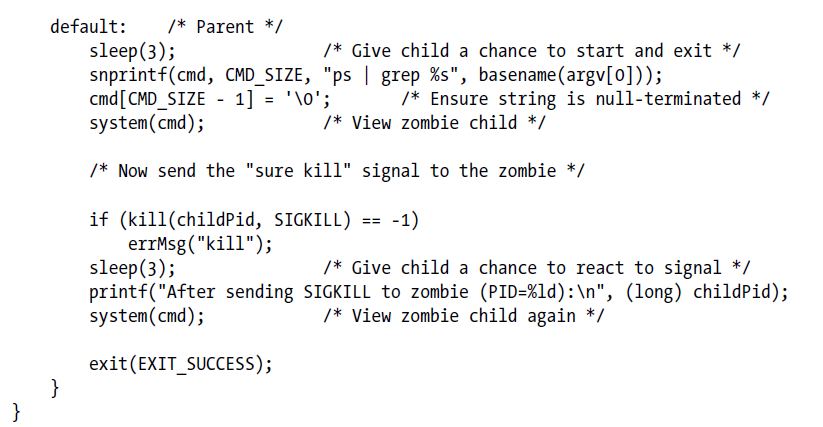 default:    /* Parent */
sleep(3);               /* Give child a chance to start and exit */
snprintf(cmd, CMD_SIZE, "ps | grep %s", basename(argv[0]));
cmd[CMD_SIZE - 1] = '\0';       /* Ensure string is null-terminated */
system(cmd);            /* View zombie child */
/* Now send the "sure kill" signal to the zombie */
if (kill(childPid, SIGKILL) == -1)
errMsg("kill");
sleep(3);               /* Give child a chance to react to signal */
printf("After sending SIGKILL to zombie (PID=%ld):\n", (long) childPid);
system(cmd);            /* View zombie child again */
exit(EXIT_SUCCESS);
}
}